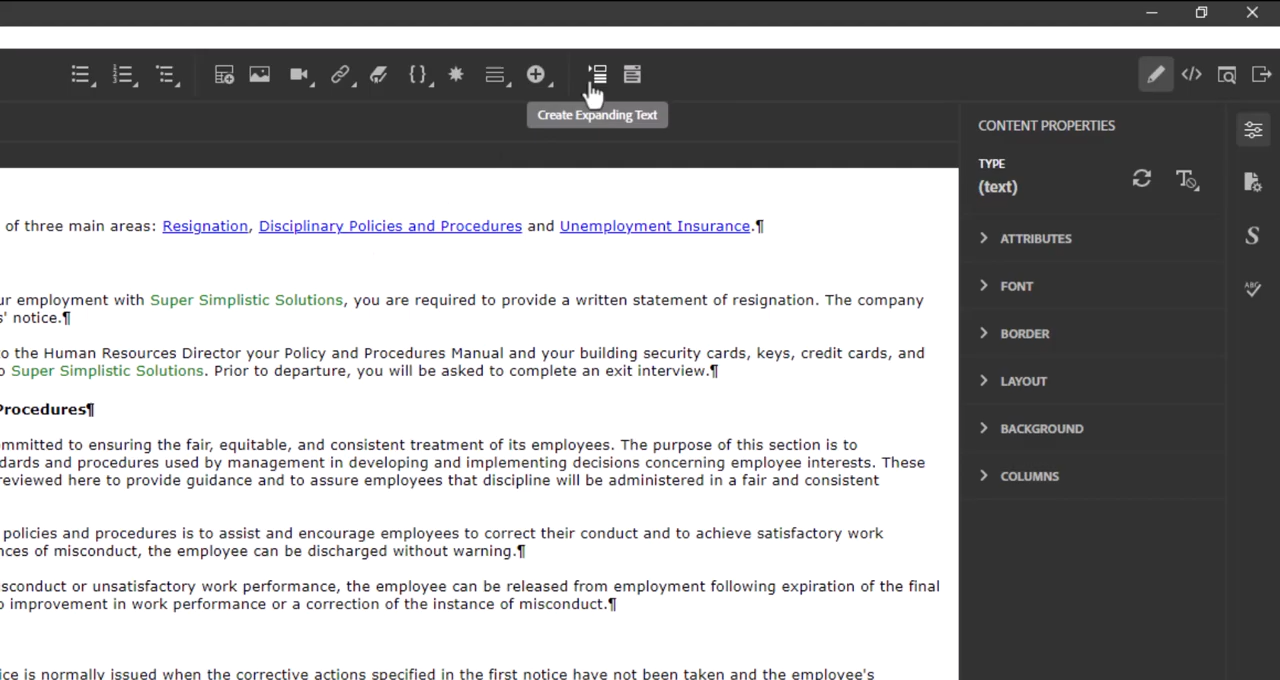 Create Expanding Text
CONTENT PROPERTIES
TYPE
(text)
ATTRIBUTES
FONT
BORDER
LAYOUT
BACKGROUND
COLUMNS
of three main areas: Resignation, Disciplinary Policies and Procedures and Unemployment Insurance.¶
employment with Super Simplistic Solutions, you are required to provide a written statement of resignation. The company
notice.¶
the Human Resources Director your Policy and Procedures Manual and your building security cards, keys, credit cards, and
Super Simplistic Solutions. Prior to departure, you will be asked to complete an exit interview.¶
Procedures¶
to ensuring the fair, equitable, and consistent treatment of its employees. The purpose of this section is to
and procedures used by management in developing and implementing decisions concerning employee interests. These
reviewed here to provide guidance and to assure employees that discipline will be administered in a fair and consistent
policies and procedures is to assist and encourage employees to correct their conduct and to achieve satisfactory work
of misconduct, the employee can be discharged without warning.¶
or unsatisfactory work performance, the employee can be released from employment following expiration of the final
improvement in work performance or a correction of the instance of misconduct.¶
is normally issued when the corrective actions specified in the first notice have not been taken and the employee's